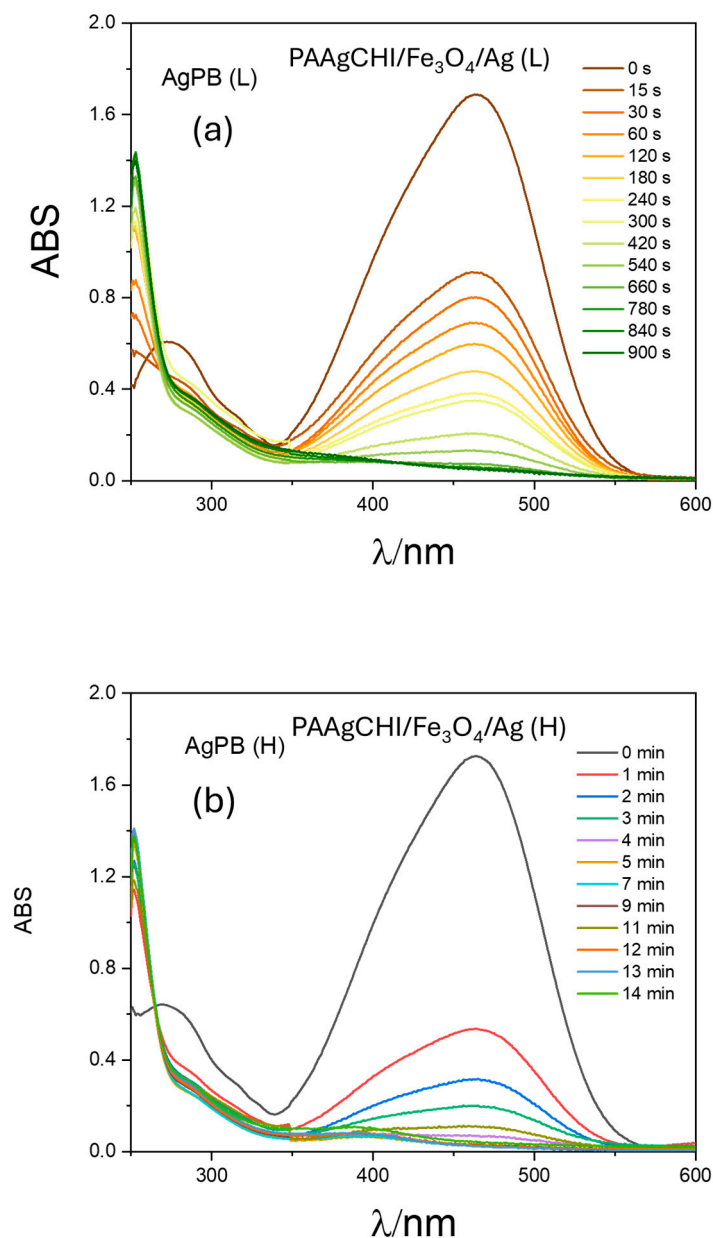 2.0
1.6
1.2
0.8
0.4
0.0
ABS
AgPB (L)
PAAgCHI/Fe₃O₄/Ag (L)
(a)
0 s
15 s
30 s
60 s
120 s
180 s
240 s
300 s
420 s
540 s
660 s
780 s
840 s
900 s
300
400
500
600
λ/nm
2.0
1.6
1.2
0.8
0.4
0.0
ABS
AgPB (H)
PAAgCHI/Fe₃O₄/Ag (H)
(b)
0 min
1 min
2 min
3 min
4 min
5 min
7 min
9 min
11 min
12 min
13 min
14 min
300
400
500
600
λ/nm